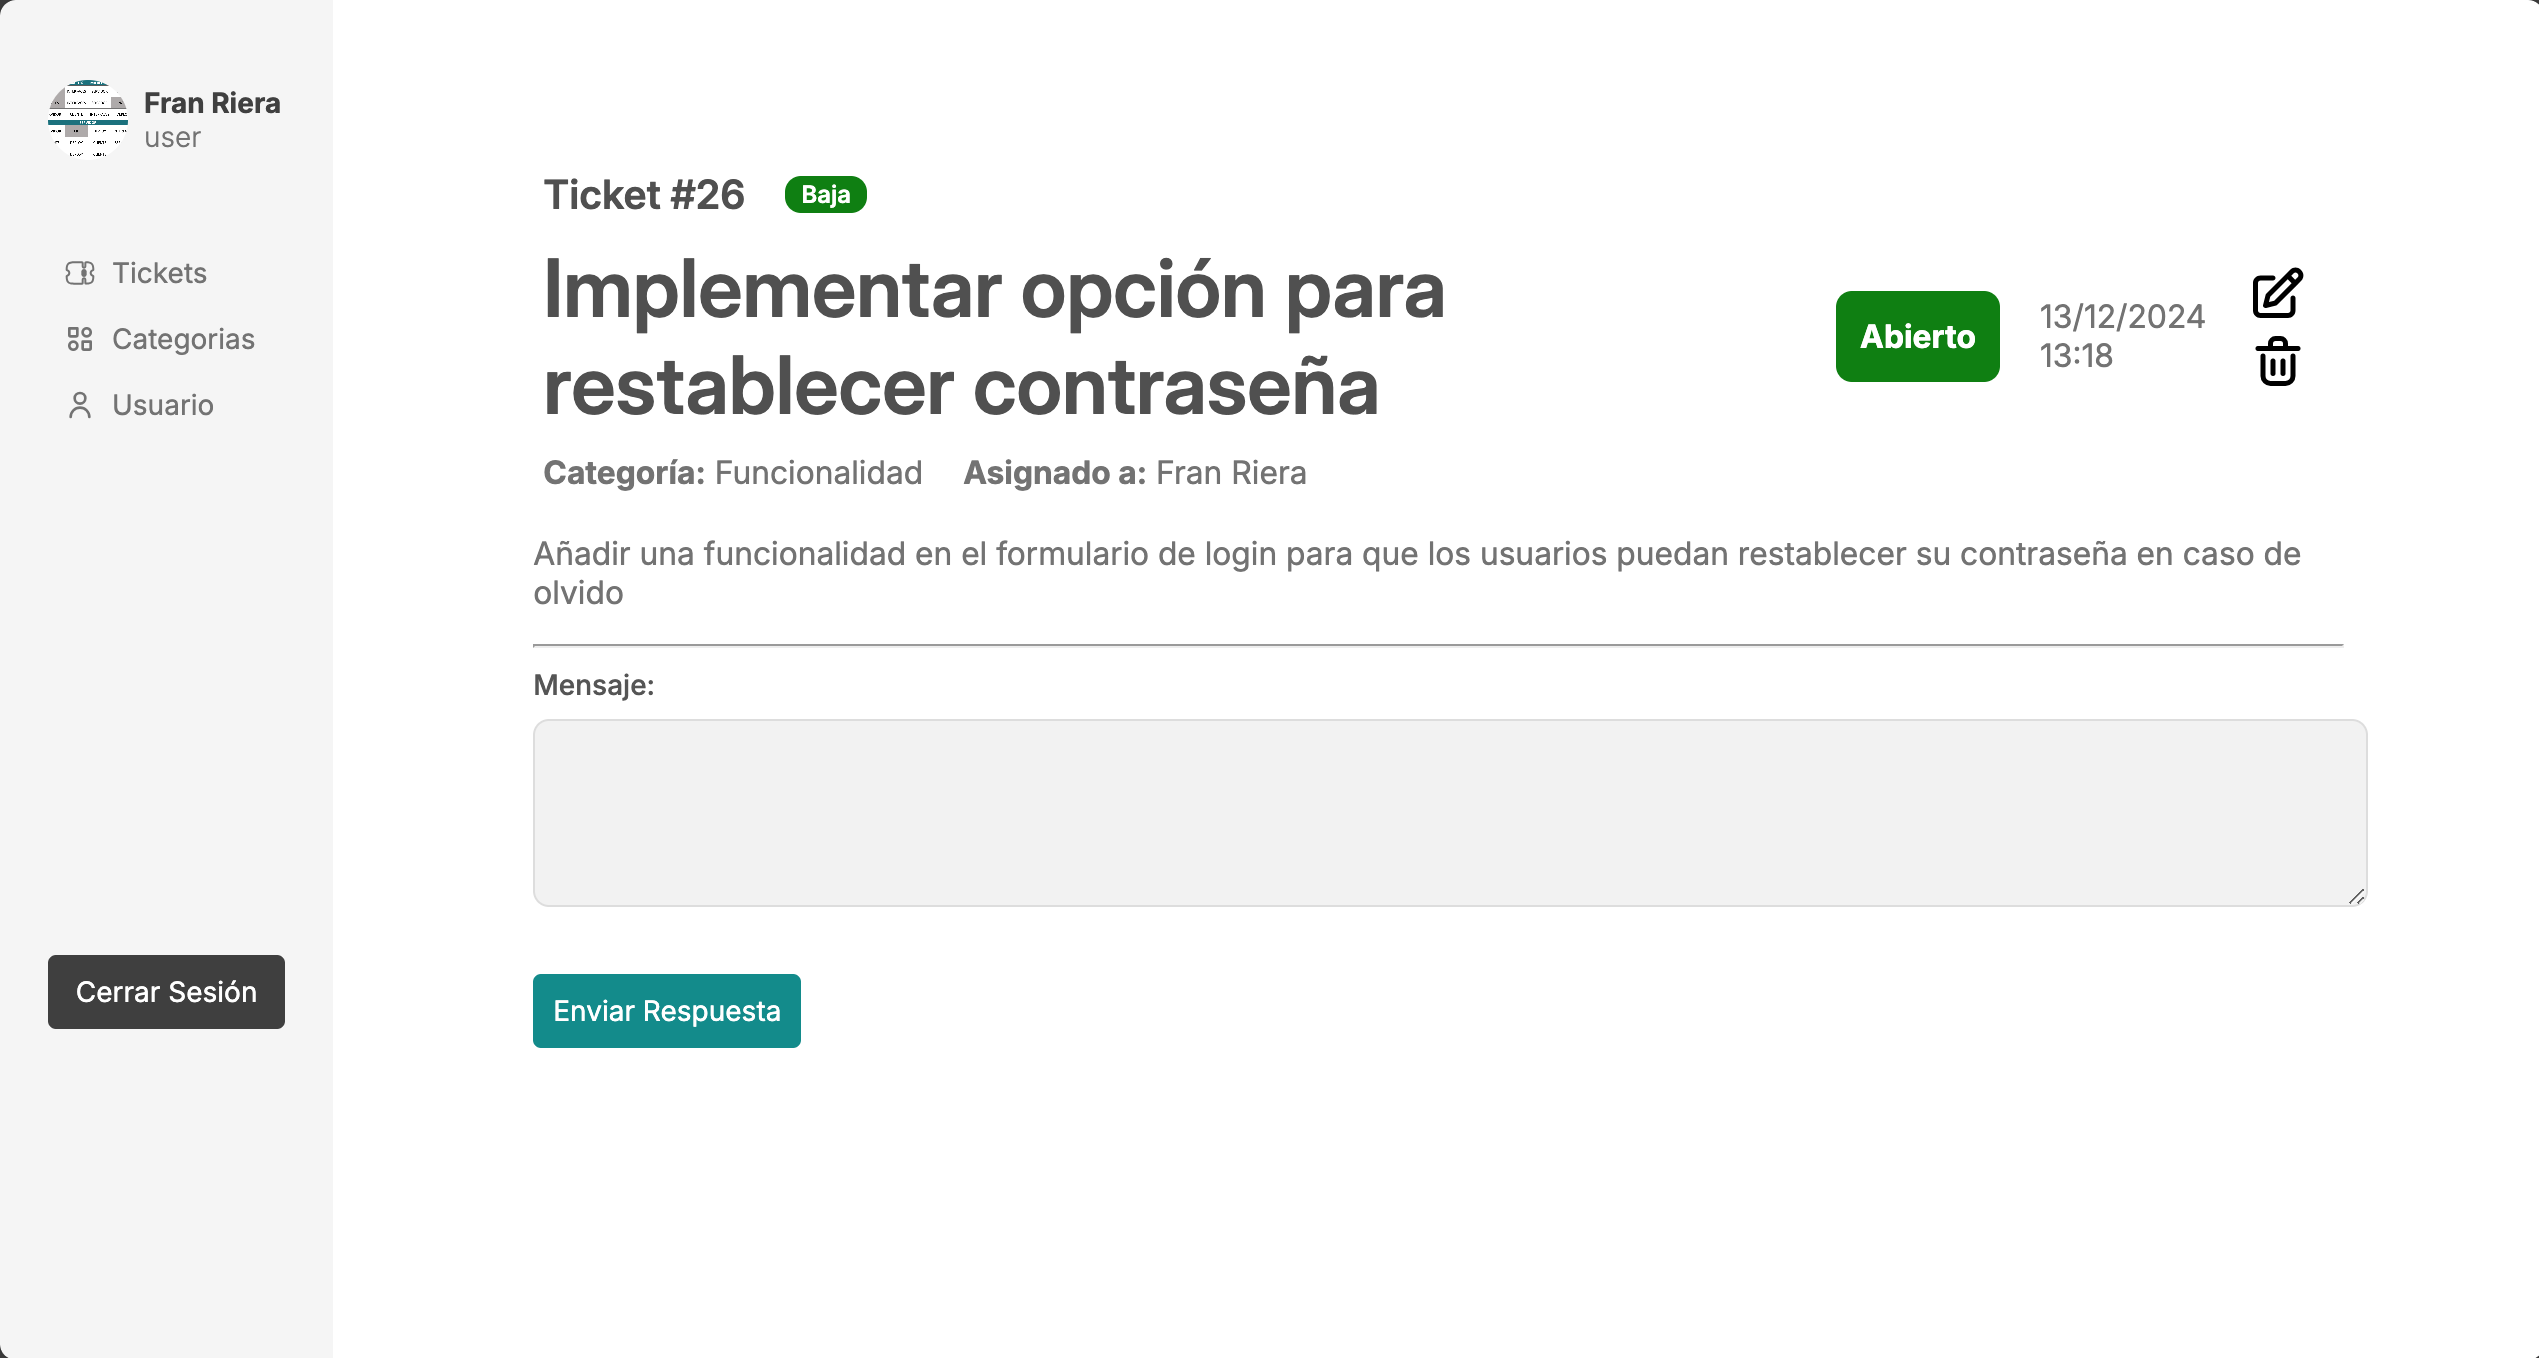 Fran Riera
user
Tickets
Categorias
Usuario
Cerrar Sesión
Ticket #26 Baja
Implementar opción para
restablecer contraseña
Abierto
13/12/2024
13:18
Categoría: Funcionalidad Asignado a: Fran Riera
Añadir una funcionalidad en el formulario de login para que los usuarios puedan restablecer su contraseña en caso de
olvido
Mensaje:
Enviar Respuesta